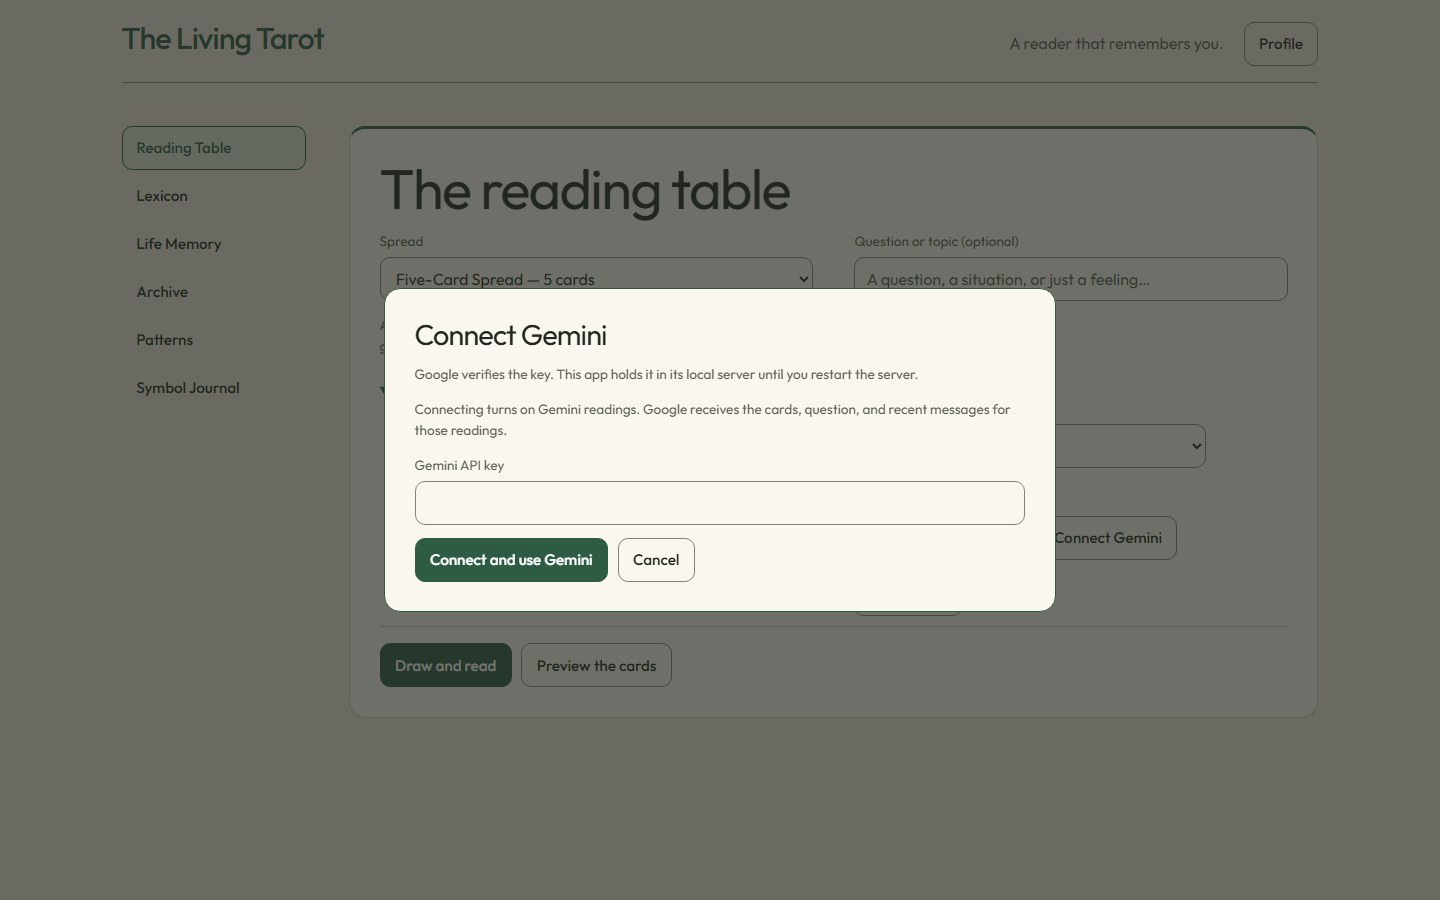 The Living Tarot
A reader that remembers you.
Profile
Reading Table
Lexicon
Life Memory
Archive
Patterns
Symbol Journal
The reading table
Spread
Five-Card Spread — 5 cards
Question or topic (optional)
A question, a situation, or just a feeling...
Connect Gemini
Google verifies the key. This app holds it in its local server until you restart the server.
Connecting turns on Gemini readings. Google receives the cards, question, and recent messages for
those readings.
Gemini API key
Connect and use Gemini
Cancel
Connect Gemini
Draw and read
Preview the cards